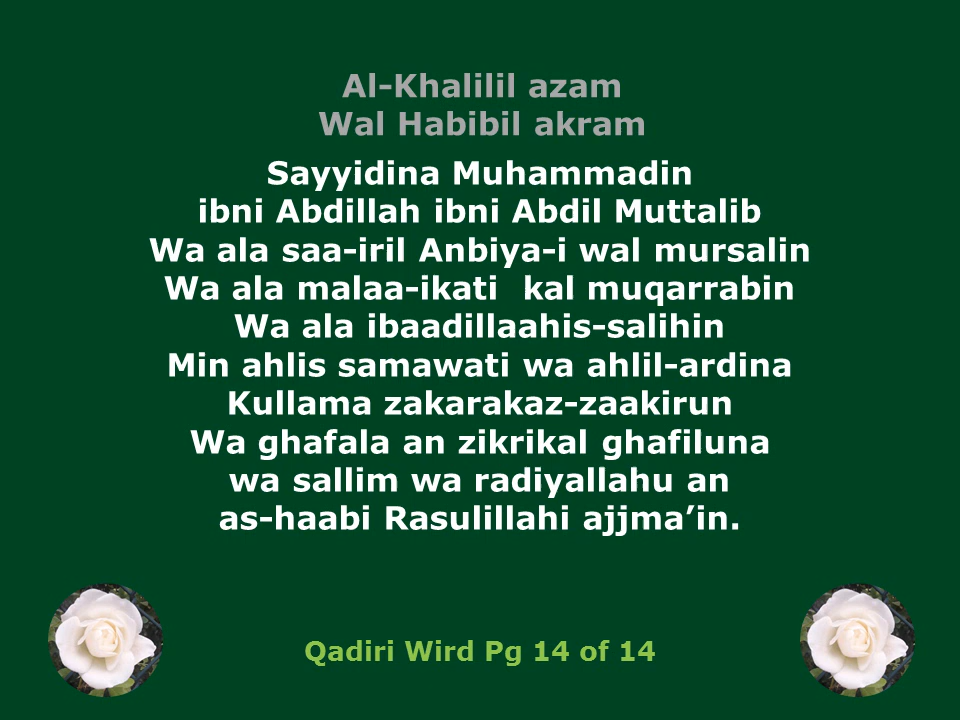 Al-Khalilil azam
Wal Habibil akram
Sayyidina Muhammadin
ibni Abdillah ibni Abdil Muttalib
Wa ala saa-iril Anbiya-i wal mursalin
Wa ala malaa-ikati  kal muqarrabin
Wa ala ibaadillaahis-salihin
Min ahlis samawati wa ahlil-ardina
Kullama zakarakaz-zaakirun
Wa ghafala an zikrikal ghafiluna
wa sallim wa radiyallahu an
as-haabi Rasulillahi ajjma’in.
Qadiri Wird Pg 14 of 14